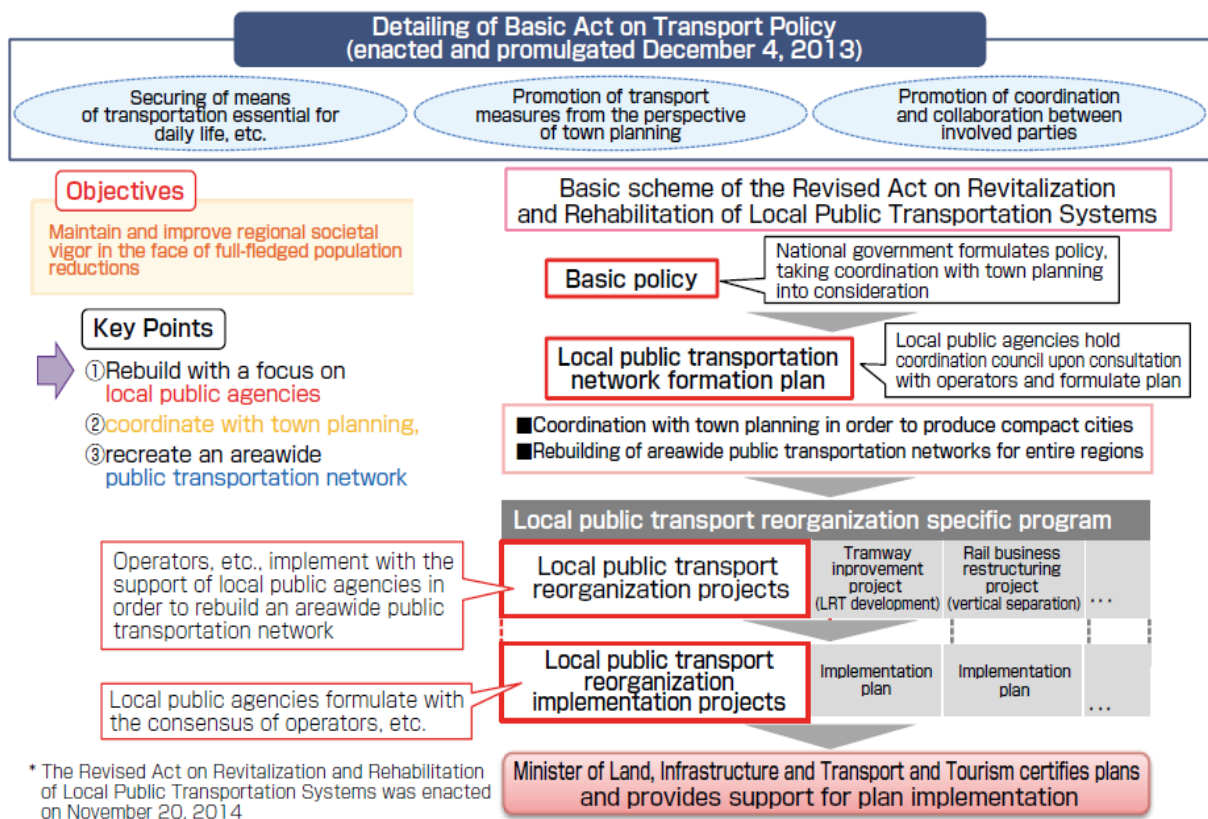 Detailing of Basic Act on Transport Policy
(enacted and promulgated December 4, 2013)
Securing of means
of transportation essential for
daily life, etc.
Promotion of transport
measures from the perspective
of town planning
Promotion of coordination
and collaboration between
involved parties
Objectives
Maintain and improve regional societal
vigor in the face of full-fledged population
reductions
Key Points
①Rebuild with a focus on
local public agencies
②coordinate with town planning,
③recreate an areawide
public transportation network
Basic scheme of the Revised Act on Revitalization
and Rehabilitation of Local Public Transportation Systems
Basic policy
National government formulates policy,
taking coordination with town planning
into consideration
Local public transportation
network formation plan
Local public agencies hold
coordination council upon consultation
with operators and formulate plan
■Coordination with town planning in order to produce compact cities
■Rebuilding of areawide public transportation networks for entire regions
Local public transport reorganization specific program
Operators, etc., implement with the
support of local public agencies in
order to rebuild an areawide public
transportation network
Local public transport
reorganization projects
Tramway
inprovement
project
(LRT development)
Rail business
restructuring
project
(vertical separation)
...
Local public agencies formulate with
the consensus of operators, etc.
Local public transport
reorganization
implementation projects
Implementation
plan
Implementation
plan
...
Minister of Land, Infrastructure and Transport and Tourism certifies plans
and provides support for plan implementation
* The Revised Act on Revitalization and Rehabilitation
of Local Public Transportation Systems was enacted
on November 20, 2014